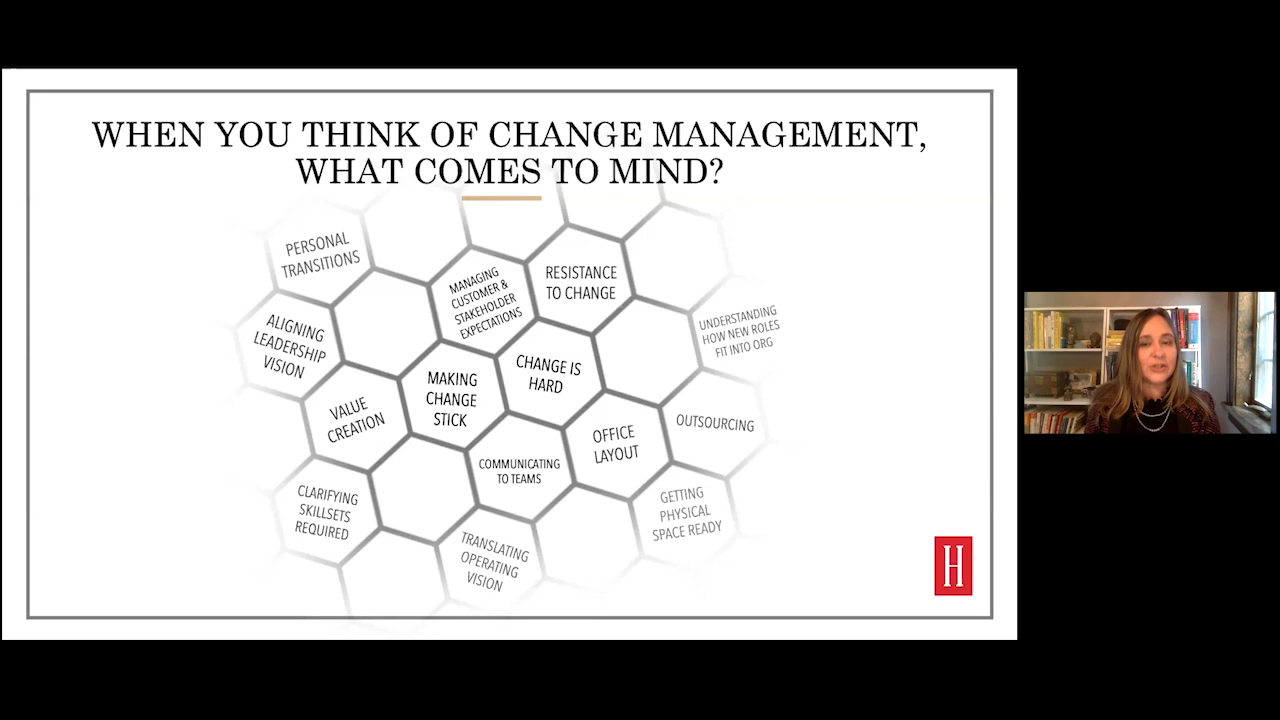 WHEN YOU THINK OF CHANGE MANAGEMENT,
WHAT COMES TO MIND?
PERSONAL
TRANSITIONS
MANAGING
CUSTOMER &
STAKEHOLDER
EXPECTATIONS
RESISTANCE
TO CHANGE
ALIGNING
LEADERSHIP
VISION
UNDERSTANDING
HOW NEW ROLES
FIT INTO ORG
CHANGE IS
HARD
MAKING
CHANGE
STICK
VALUE
CREATION
OFFICE
LAYOUT
OUTSOURCING
COMMUNICATING
TO TEAMS
CLARIFYING
SKILLSETS
REQUIRED
GETTING
PHYSICAL
SPACE READY
TRANSLATING
OPERATING
VISION
H